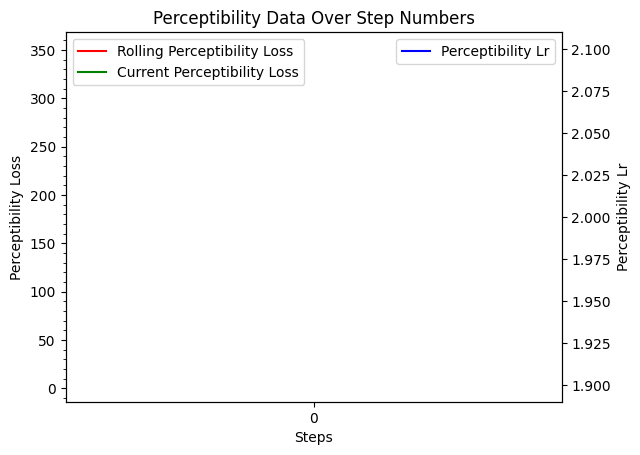 Perceptibility Data Over Step Numbers
Rolling Perceptibility Loss
Current Perceptibility Loss
Perceptibility Lr
Perceptibility Loss
350
300
250
200
150
100
50
0
2.100
2.075
2.050
2.025
2.000
1.975
1.950
1.925
1.900
Perceptibility Lr
0
Steps